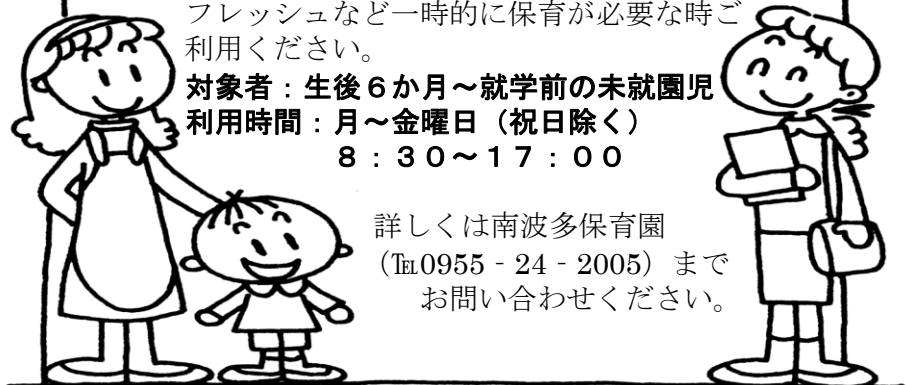 フレッシュなど一時的に保育が必要な時ご
利用ください。
対象者：生後６か月～就学前の未就園児
利用時間：月～金曜日（祝日除く）
８：３０～１７：００
詳しくは南波多保育園
（℡0955‐24‐2005）まで
お問い合わせください。